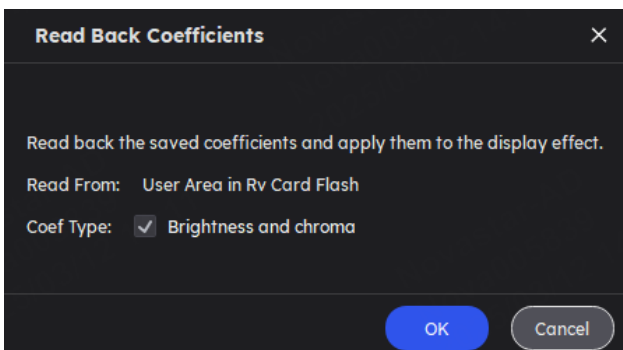 Read Back Coefficients
Read back the saved coefficients and apply them to the display effect.
Read From: User Area in Rv Card Flash
Coef Type: Brightness and chroma
OK Cancel